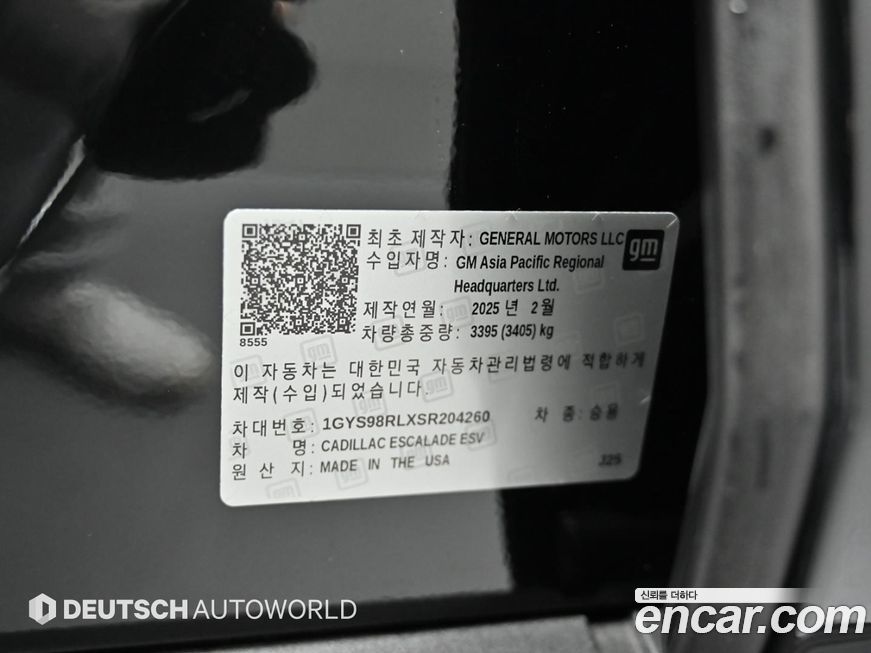 최초 제작자: GENERAL MOTORS LLC gm
수입자명: GM Asia Pacific Regional
Headquarters Ltd.
제작연월: 2025 년 2 월
차량총중량: 3395 (3405) kg
8555
이 자동차는 대한민국 자동차관리법령에 적합하게
제작(수입)되었습니다.
차대번호: 1GYS98RLXSR204260 차 종: 승용
차 명: CADILLAC ESCALADE ESV
원 산 지: MADE IN THE USA J25
DEUTSCH AUTOWORLD
신뢰를 더하다
encar.com